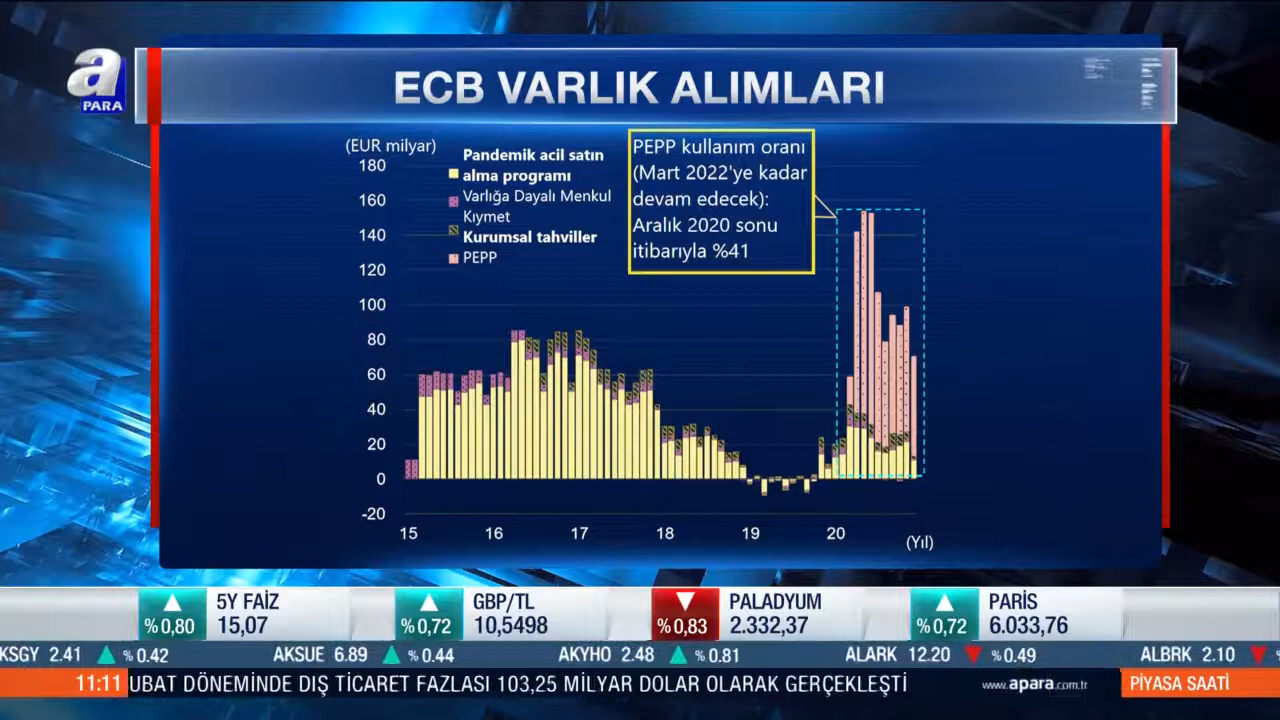 a
PARA
ECB VARLIK ALIMLARI
(EUR milyar)
180
160
140
120
100
80
60
40
20
0
-20
Pandemik acil satın
alma programı
Varlığa Dayalı Menkul
Kıymet
Kurumsal tahviller
PEPP
PEPP kullanım oranı
(Mart 2022'ye kadar
devam edecek):
Aralık 2020 sonu
itibarıyla %41
15 16 17 18 19 20
(Yıl)
%0,80 5Y FAİZ 15,07
%0,72 GBP/TL 10,5498
%0,83 PALADYUM 2.332,37
%0,72 PARİS 6.033,76
KSGY 2.41 %0.42 AKSUE 6.89 %0.44 AKYHO 2.48 %0.81 ALARK 12.20 %0.49 ALBRK 2.10 %
11:11 UBAT DÖNEMİNDE DIŞ TİCARET FAZLASI 103,25 MİLYAR DOLAR OLARAK GERÇEKLEŞTİ www.apara.com.tr PİYASA SAATİ